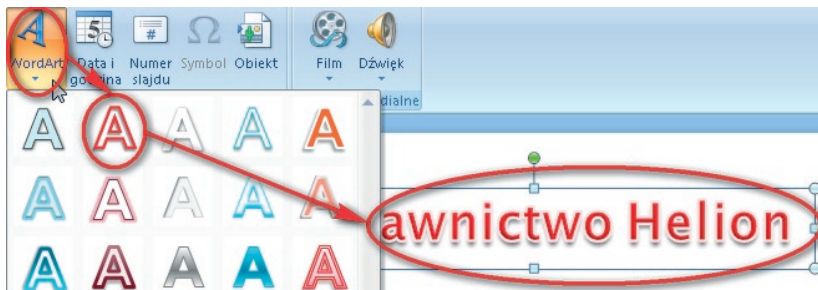 WordArt Data i godzina Numer slajdu Symbol Obiekt Film Dźwięk
dialne
awnictwo Helion